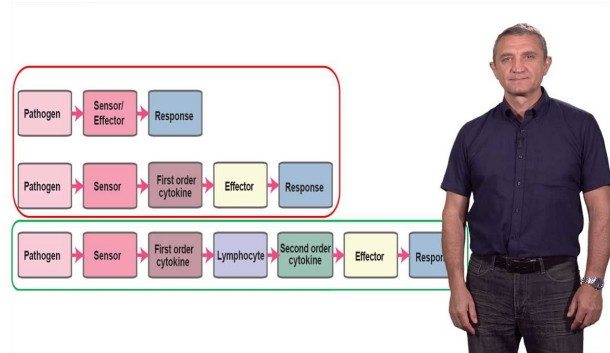 Pathogen
Sensor/
Effector
Response
Pathogen
Sensor
First order
cytokine
Effector
Response
Pathogen
Sensor
First order
cytokine
Lymphocyte
Second order
cytokine
Effector
Respon